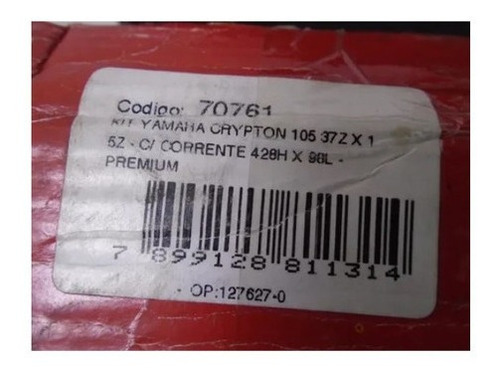 Codigo: 70761
KIT YAMAHA CRYPTON 105 37Z X 1
5Z - C/ CORRENTE 428H X 98L -
PREMIUM
7 899128 811314
- OP:127627-0